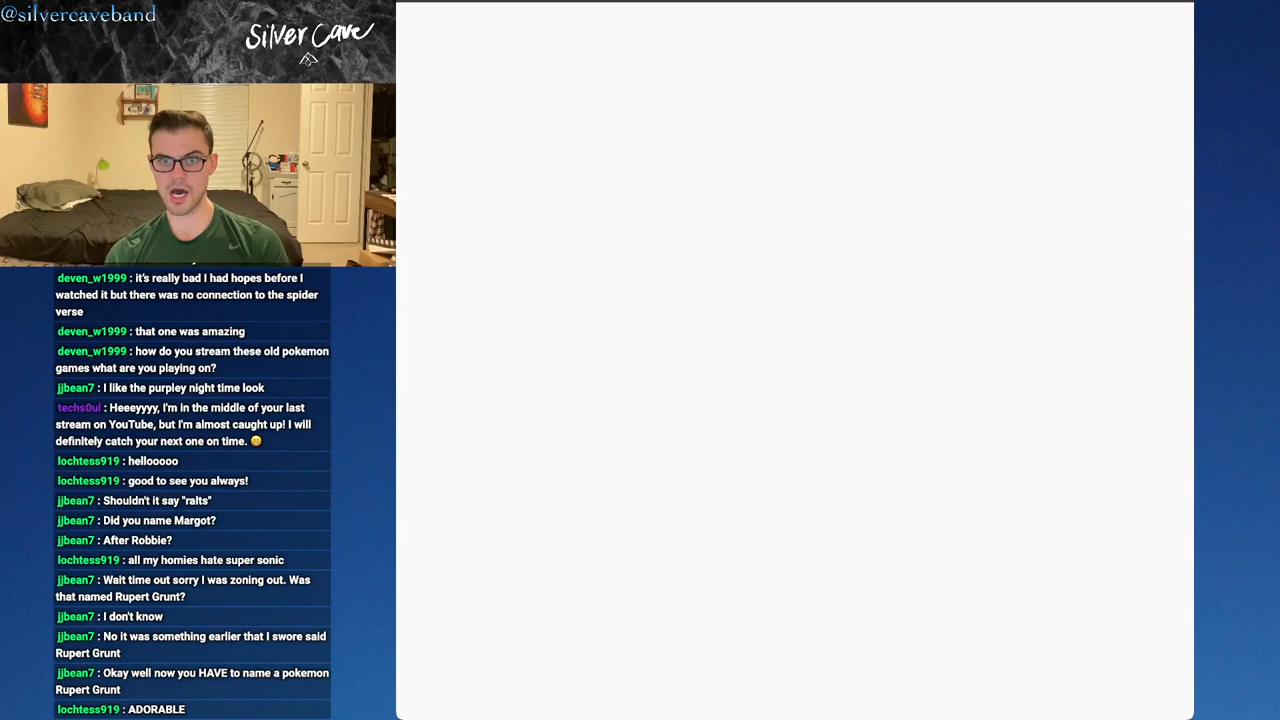 @silvercaveband
Silver Cave
deven_w1999 : it's really bad I had hopes before I
watched it but there was no connection to the spider
verse
deven_w1999 : that one was amazing
deven_w1999 : how do you stream these old pokemon
games what are you playing on?
jjbean7 : I like the purpley night time look
techs0ul : Heeeyyyy, I'm in the middle of your last
stream on YouTube, but I'm almost caught up! I will
definitely catch your next one on time. 😁
lochtess919 : hellooooo
lochtess919 : good to see you always!
jjbean7 : Shouldn't it say "ralts"
jjbean7 : Did you name Margot?
jjbean7 : After Robbie?
lochtess919 : all my homies hate super sonic
jjbean7 : Wait time out sorry I was zoning out. Was
that named Rupert Grunt?
jjbean7 : I don't know
jjbean7 : No it was something earlier that I swore said
Rupert Grunt
jjbean7 : Okay well now you HAVE to name a pokemon
Rupert Grunt
lochtess919 : ADORABLE